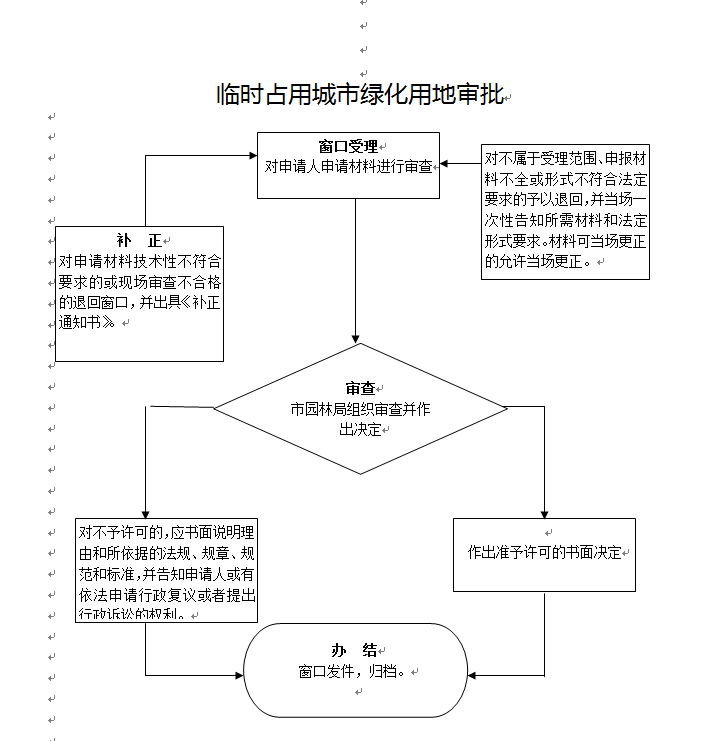 临时占用城市绿化用地审批
窗口受理
对申请人申请材料进行审查
对不属于受理范围、申报材
料不全或形式不符合法定
要求的予以退回,并当场一
次性告知所需材料和法定
形式要求。材料可当场更正
的允许当场更正。
补 正
对申请材料技术性不符合
要求的或现场审查不合格
的退回窗口,并出具《补正
通知书》。
审查
市园林局组织审查并作
出决定
对不予许可的,应书面说明理
由和所依据的法规、规章、规
范和标准,并告知申请人或有
依法申请行政复议或者提出
行政诉讼的权利。
作出准予许可的书面决定
办 结
窗口发件，归档。